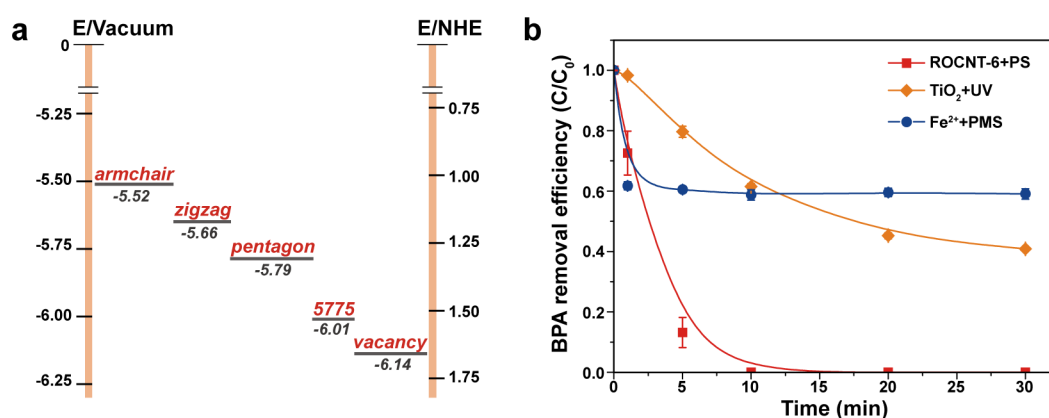 a
E/Vacuum
E/NHE
0
-5.25
-5.50
-5.75
-6.00
-6.25
0.75
1.00
1.25
1.50
1.75
armchair
-5.52
zigzag
-5.66
pentagon
-5.79
5775
-6.01
vacancy
-6.14
b
BPA removal efficiency (C/C₀)
1.0
0.8
0.6
0.4
0.2
0.0
ROCNT-6+PS
TiO₂+UV
Fe²⁺+PMS
0 5 10 15 20 25 30
Time (min)